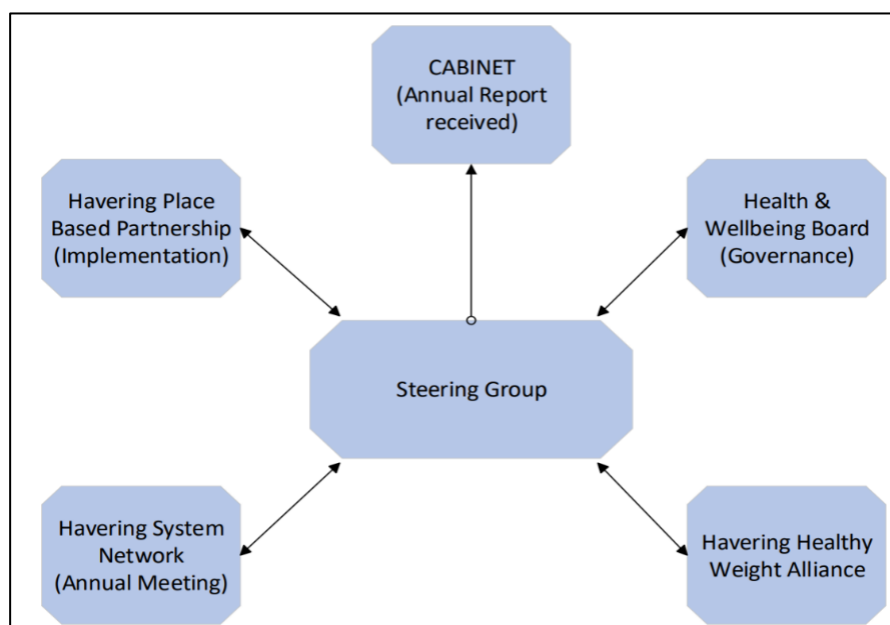 CABINET
(Annual Report
received)
Havering Place
Based Partnership
(Implementation)
Health &
Wellbeing Board
(Governance)
Steering Group
Havering System
Network
(Annual Meeting)
Havering Healthy
Weight Alliance